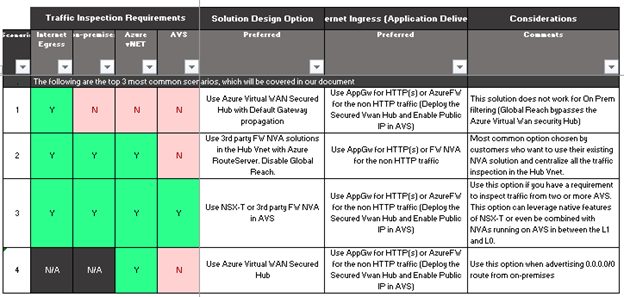 Traffic Inspection Requirements
Solution Design Option
ernet Ingress (Application Delive
Considerations
Scenari
Internet
Egress
n-premise
Azure
vNET
AVS
Preferred
Preferred
Comments
The following are the top 3 most common scenarios, which will be covered in our document
1
Y
N
N
N
Use Azure Virtual WAN Secured
Hub with Default Gateway
propagation
Use AppGw for HTTP(s) or AzureFW
for the non HTTP traffic (Deploy the
Secured Vwan Hub and Enable Public
IP in AVS)
This solution does not work for On Prem
filtering (Global Reach bypasses the
Azure Virtual Wan security Hub)
2
Y
Y
Y
N
Use 3rd party FW NVA solutions
in the Hub Vnet with Azure
RouteServer. Disable Global
Reach.
Use AppGw for HTTP(s) or FW NVA
for the non HTTP traffic
Most common option chosen by
customers who want to use their existing
NVA solution and centralize all the traffic
inspection in the Hub Vnet.
3
Y
Y
Y
Y
Use NSX-T or 3rd party FW NVA
in AVS
Use AppGw for HTTP(s) or AzureFW
for the non HTTP traffic (Deploy the
Secured Vwan Hub and Enable Public
IP in AVS)
Use this option if you have a requirement
to inspect traffic from two or more AVS.
This option can leverage native features
of NSX-T or even be combined with
NVAs running on AVS in between the L1
and L0.
4
N/A
N/A
Y
N
Use Azure Virtual WAN Secured
Hub
Use AppGw for HTTP(s) or AzureFW
for the non HTTP traffic (Deploy the
Secured Vwan Hub and Enable Public
IP in AVS)
Use this option when advertising 0.0.0.0/0
route from on-premises